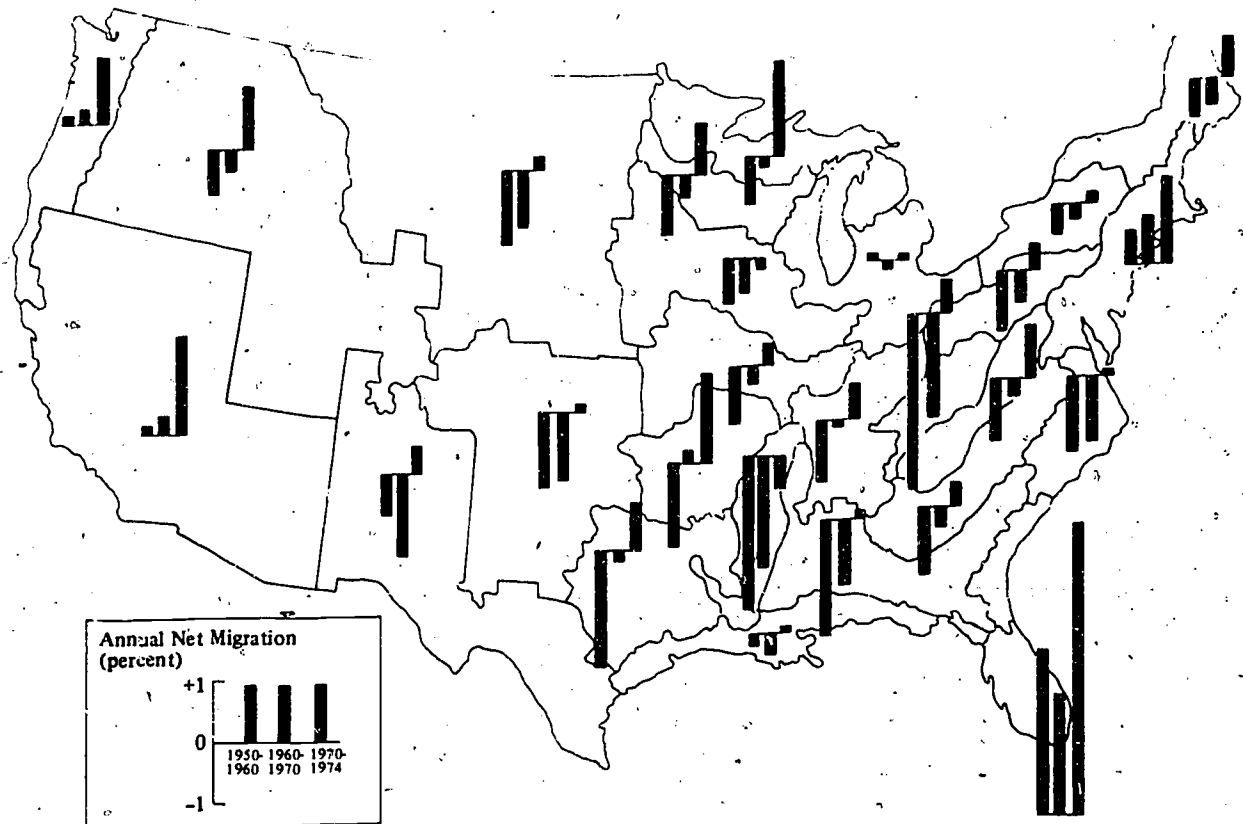 Annual Net Migration
(percent)
+1
0
-1
1950- 1960- 1970-
1960 1970 1974